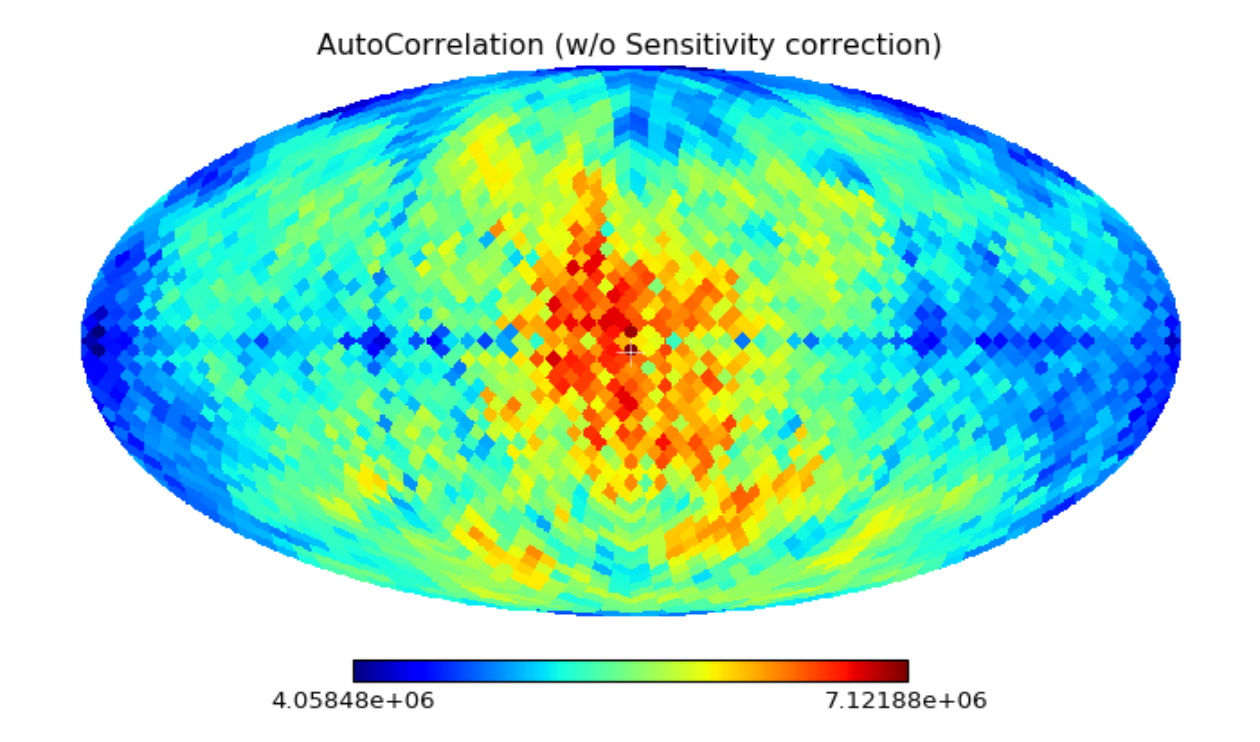 AutoCorrelation (w/o Sensitivity correction)
4.05848e+06 7.12188e+06